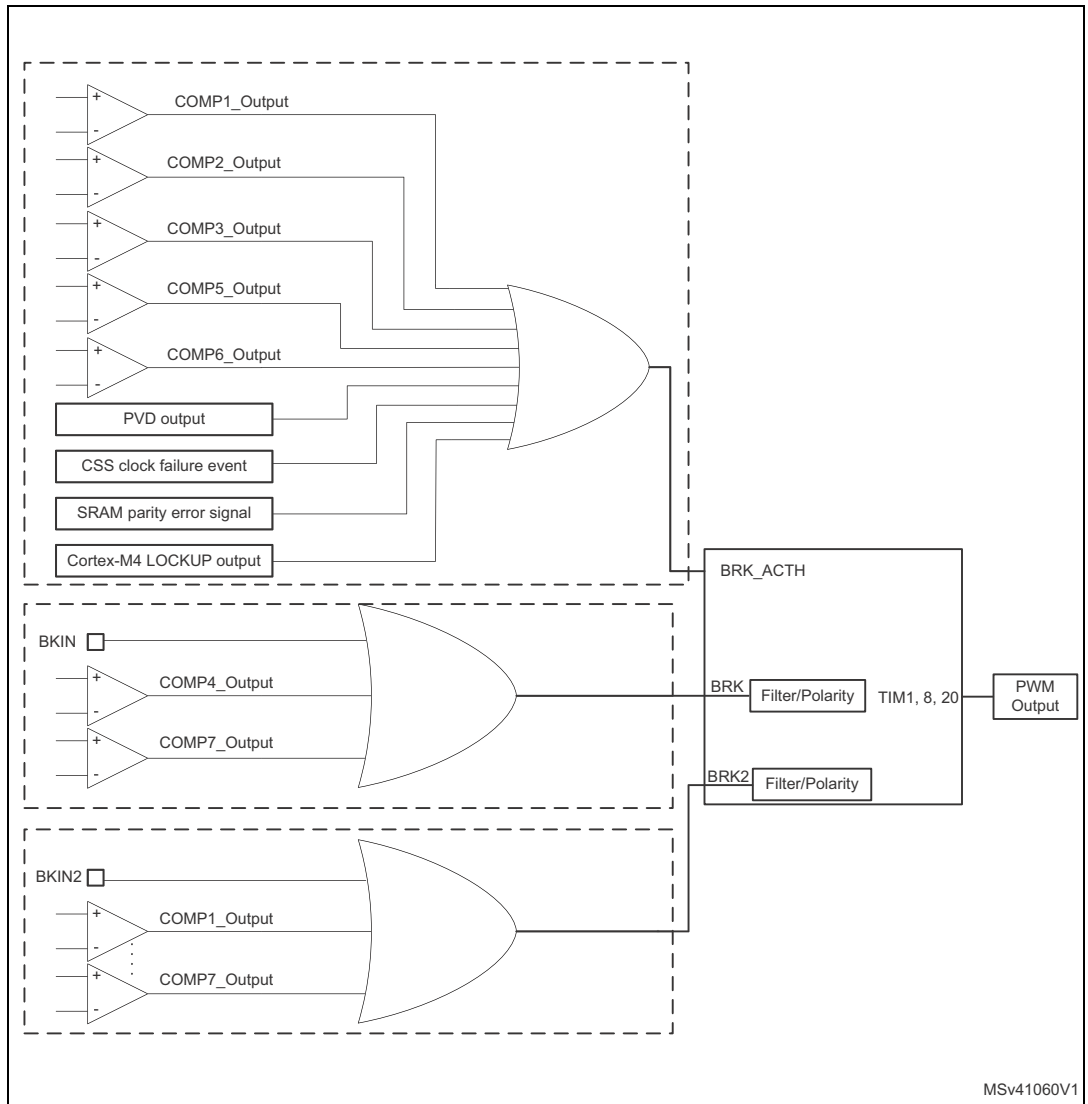 +
-
COMP1_Output
+
-
COMP2_Output
+
-
COMP3_Output
+
-
COMP5_Output
+
-
COMP6_Output
PVD output
CSS clock failure event
SRAM parity error signal
Cortex-M4 LOCKUP output
BRK_ACTH
BKIN
+
-
COMP4_Output
+
-
COMP7_Output
BRK
Filter/Polarity
TIM1, 8, 20
PWM
Output
BRK2
Filter/Polarity
BKIN2
+
-
COMP1_Output
+
-
COMP7_Output
MSv41060V1